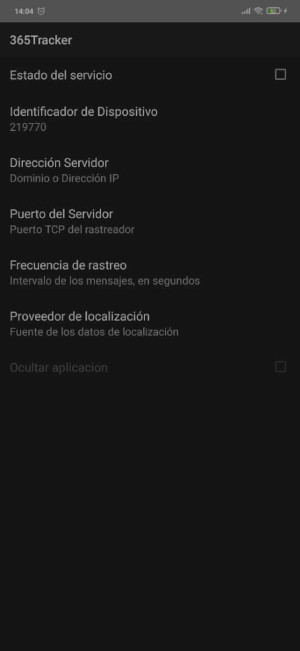 14:04
365Tracker
Estado del servicio
Identificador de Dispositivo
219770
Dirección Servidor
Dominio o Dirección IP
Puerto del Servidor
Puerto TCP del rastreador
Frecuencia de rastreo
Intervalo de los mensajes, en segundos
Proveedor de localización
Fuente de los datos de localización
Ocultar aplicacion